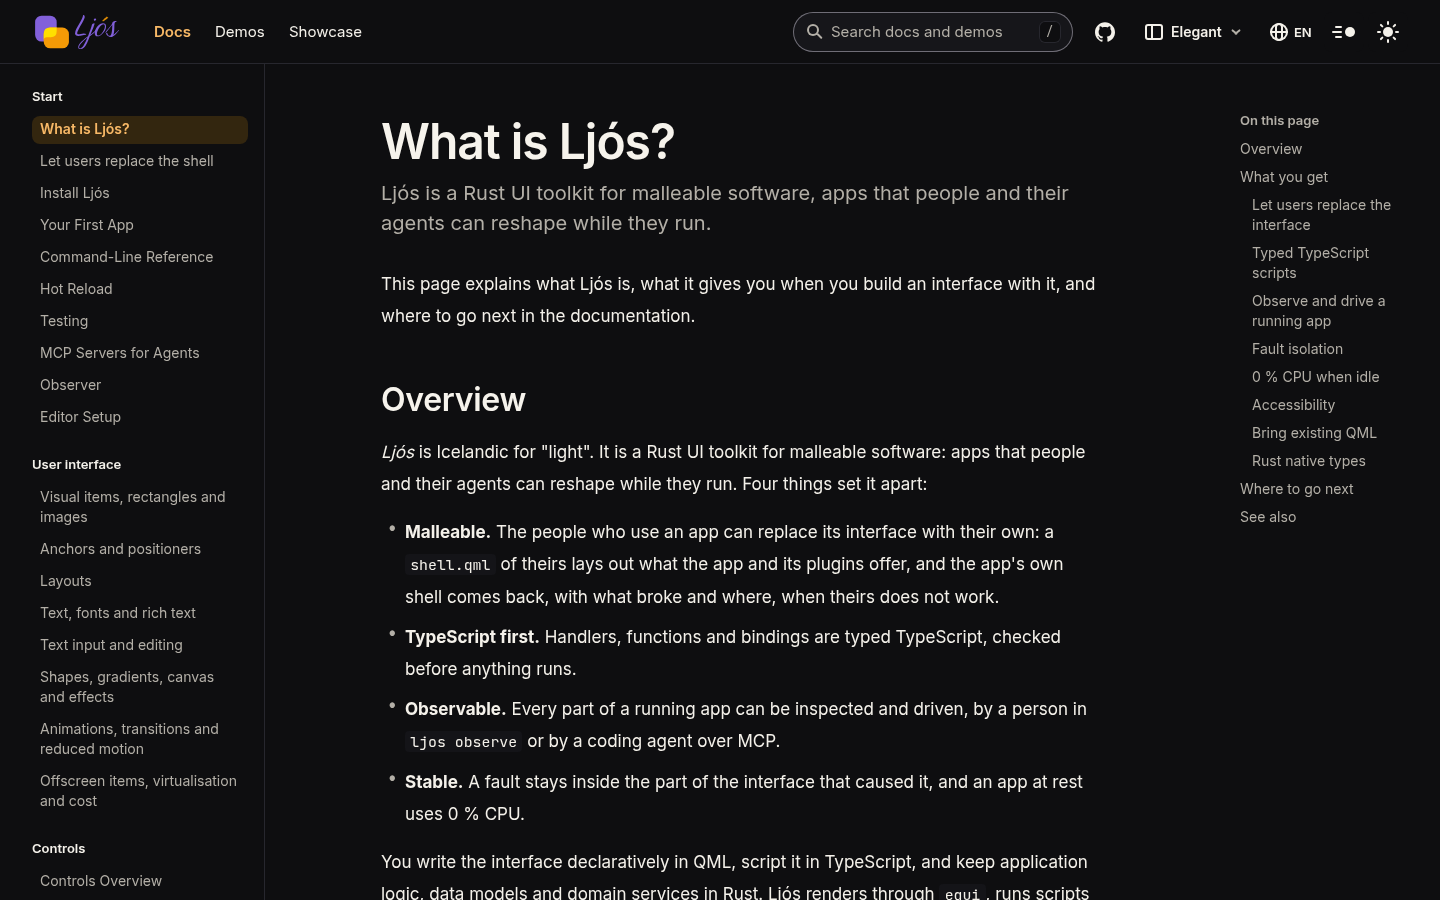 Ljós
Docs
Demos
Showcase
Search docs and demos
/
Elegant
EN
Start
What is Ljós?
Let users replace the shell
Install Ljós
Your First App
Command-Line Reference
Hot Reload
Testing
MCP Servers for Agents
Observer
Editor Setup
User interface
Visual items, rectangles and
images
Anchors and positioners
Layouts
Text, fonts and rich text
Text input and editing
Shapes, gradients, canvas
and effects
Animations, transitions and
reduced motion
Offscreen items, virtualisation
and cost
Controls
Controls Overview
What is Ljós?
Ljós is a Rust UI toolkit for malleable software, apps that people and their
agents can reshape while they run.
This page explains what Ljós is, what it gives you when you build an interface with it, and
where to go next in the documentation.
Overview
Ljós is Icelandic for "light". It is a Rust UI toolkit for malleable software: apps that people
and their agents can reshape while they run. Four things set it apart:
• Malleable. The people who use an app can replace its interface with their own: a
shell.qml of theirs lays out what the app and its plugins offer, and the app's own
shell comes back, with what broke and where, when theirs does not work.
• TypeScript first. Handlers, functions and bindings are typed TypeScript, checked
before anything runs.
• Observable. Every part of a running app can be inspected and driven, by a person in
ljos observe or by a coding agent over MCP.
• Stable. A fault stays inside the part of the interface that caused it, and an app at rest
uses 0 % CPU.
You write the interface declaratively in QML, script it in TypeScript, and keep application
logic, data models and domain services in Rust. Ljós renders through egui, runs scripts
On this page
Overview
What you get
Let users replace the
interface
Typed TypeScript
scripts
Observe and drive a
running app
Fault isolation
0 % CPU when idle
Accessibility
Bring existing QML
Rust native types
Where to go next
See also